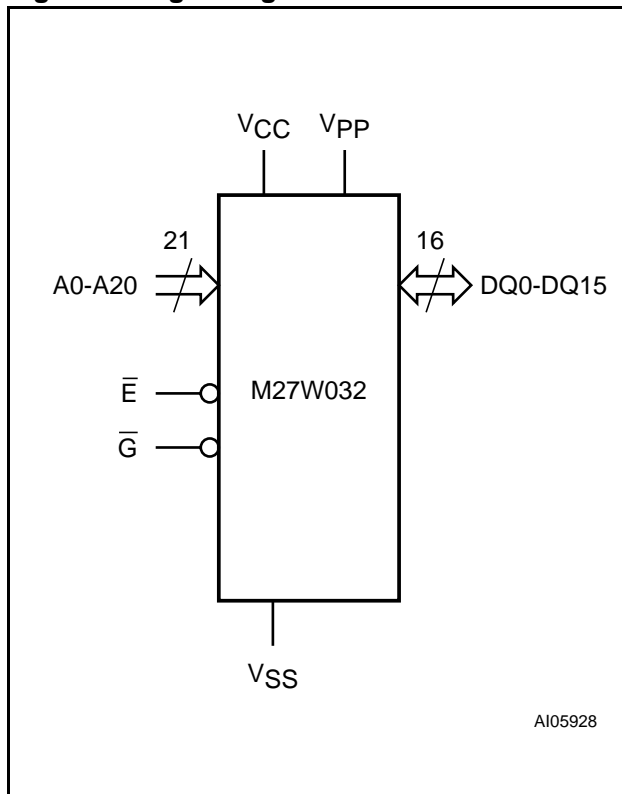 VCC VPP
21 16
A0-A20 DQ0-DQ15
E̅ M27W032
G̅
VSS
AI05928